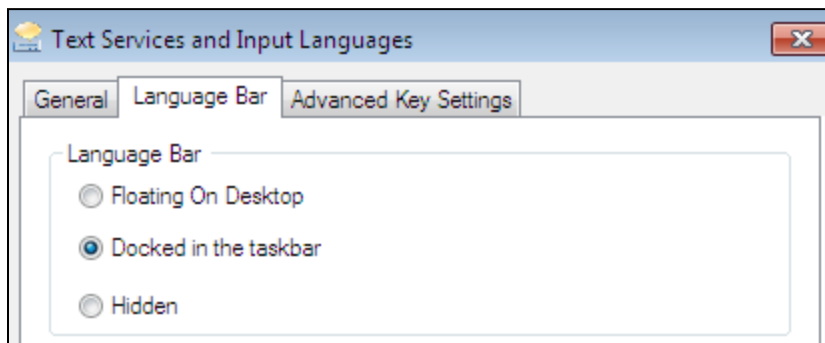 Text Services and Input Languages
General Language Bar Advanced Key Settings
Language Bar
Floating On Desktop
Docked in the taskbar
Hidden